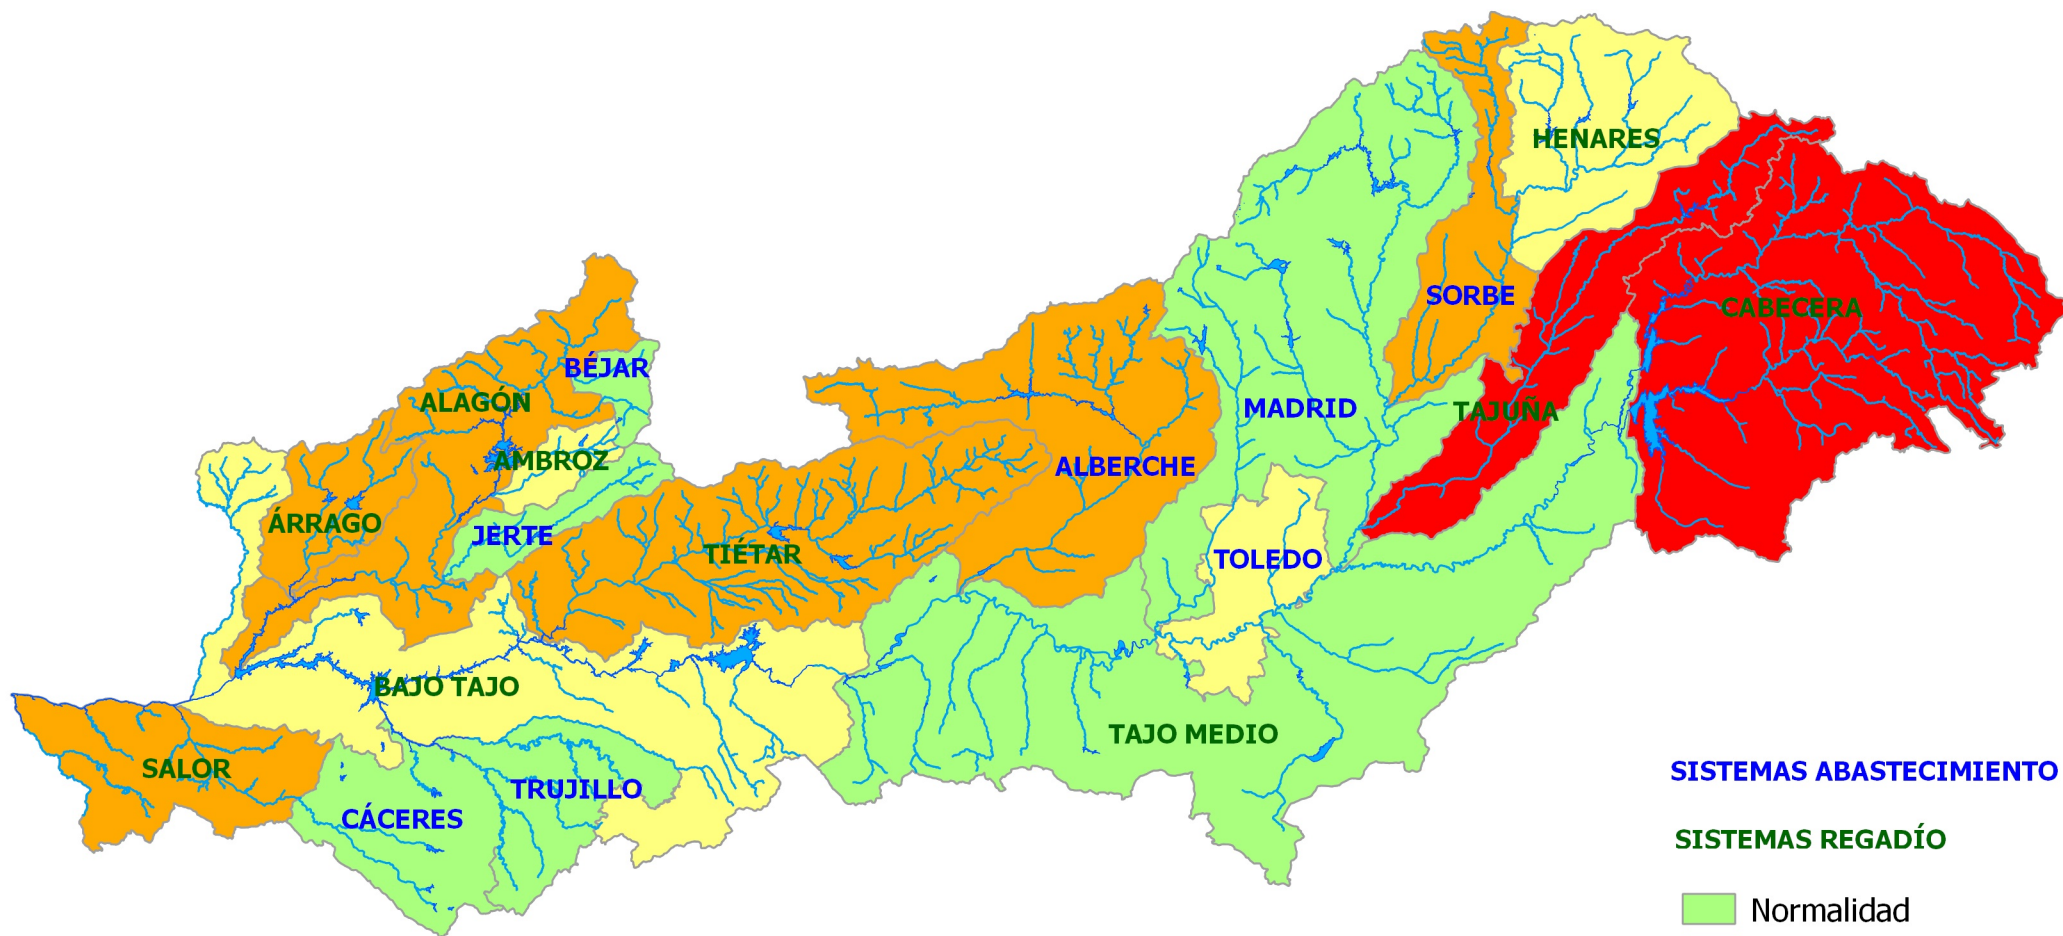 HENARES
SORBE
CABECERA
BÉJAR
ALAGÓN
MADRID
TAJUÑA
AMBROZ
ALBERCHE
ÁRRAGO
JERTE
TIÉTAR
TOLEDO
BAJO TAJO
TAJO MEDIO
SALOR
TRUJILLO
CÁCERES
SISTEMAS ABASTECIMIENTO
SISTEMAS REGADÍO
Normalidad